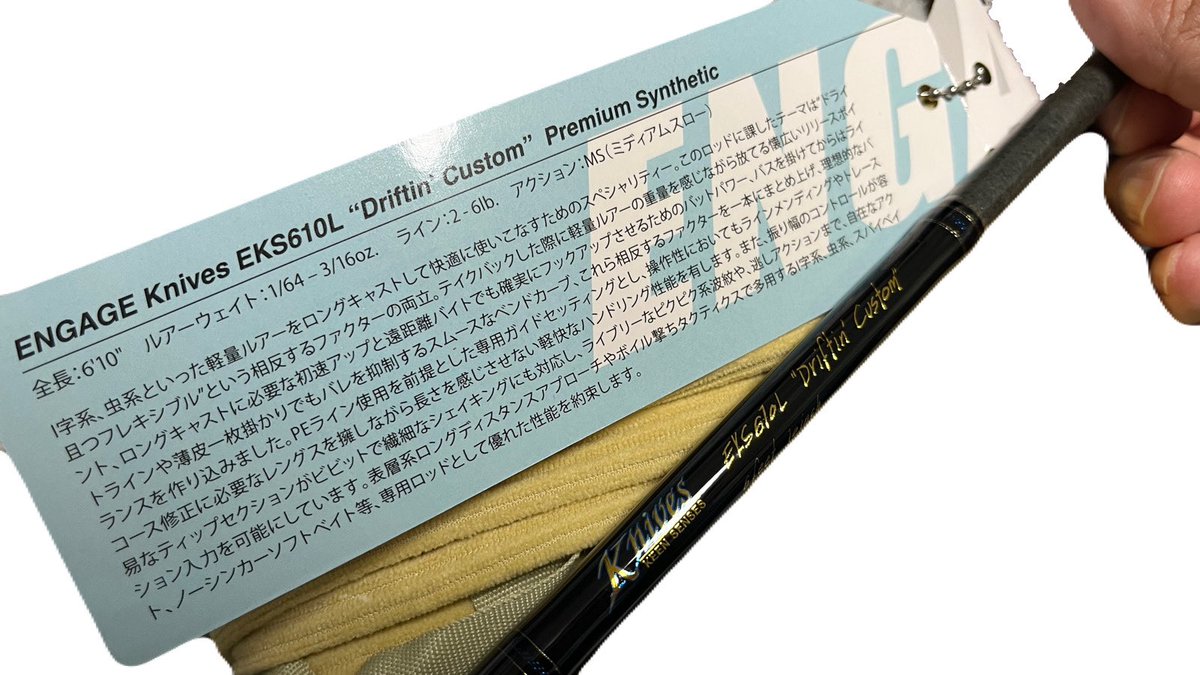 ENGAGE Knives EKS610L "Driftin' Custom" Premium Synthetic
全長:6'10" ルアーウェイト:1/64 – 3/16oz. ライン:2 - 6lb. アクション:MS(ミディアムスロー)
I字系、虫系といった軽量ルアーをロングキャストして快適に使いこなすためのスペシャリティー。このロッドに課したテーマは"ドライ
且つフレキシブル"という相反するファクターの両立。テイクバックした際に軽量ルアーの重量を感じながら放てる懐広いリリースポイ
ント、ロングキャストに必要な初速アップと遠距離バイトでも確実にフックアップさせるためのバットパワー、バスを掛けてからはライ
トラインや薄皮一枚掛かりでもバレを抑制するスムースなベンドカーブ、これら相反するファクターを一本にまとめ上げ、理想的なバ
ランスを作り込みました。PEライン使用を前提とした専用ガイドセッティングとし、操作性においてもラインメンディングやトレース
コース修正に必要なレングスを擁しながら長さを感じさせない軽快なハンドリング性能を有します。また、振り幅のコントロールが容
易なティップセクションがビビットで繊細なシェイキングにも対応し、ライブリーなピクピク系波紋や、逃しアクションまで、自在なアク
ション入力を可能にしています。表層系ロングディスタンスアプローチやボイル撃ちタクティクスで多用するI字系、虫系、スパイベイ
ト、ノーシンカーソフトベイト等、専用ロッドとして優れた性能を約束します。
ENGA
Knives
KEEN SENSES
EKS610L "Driftin' Custom"